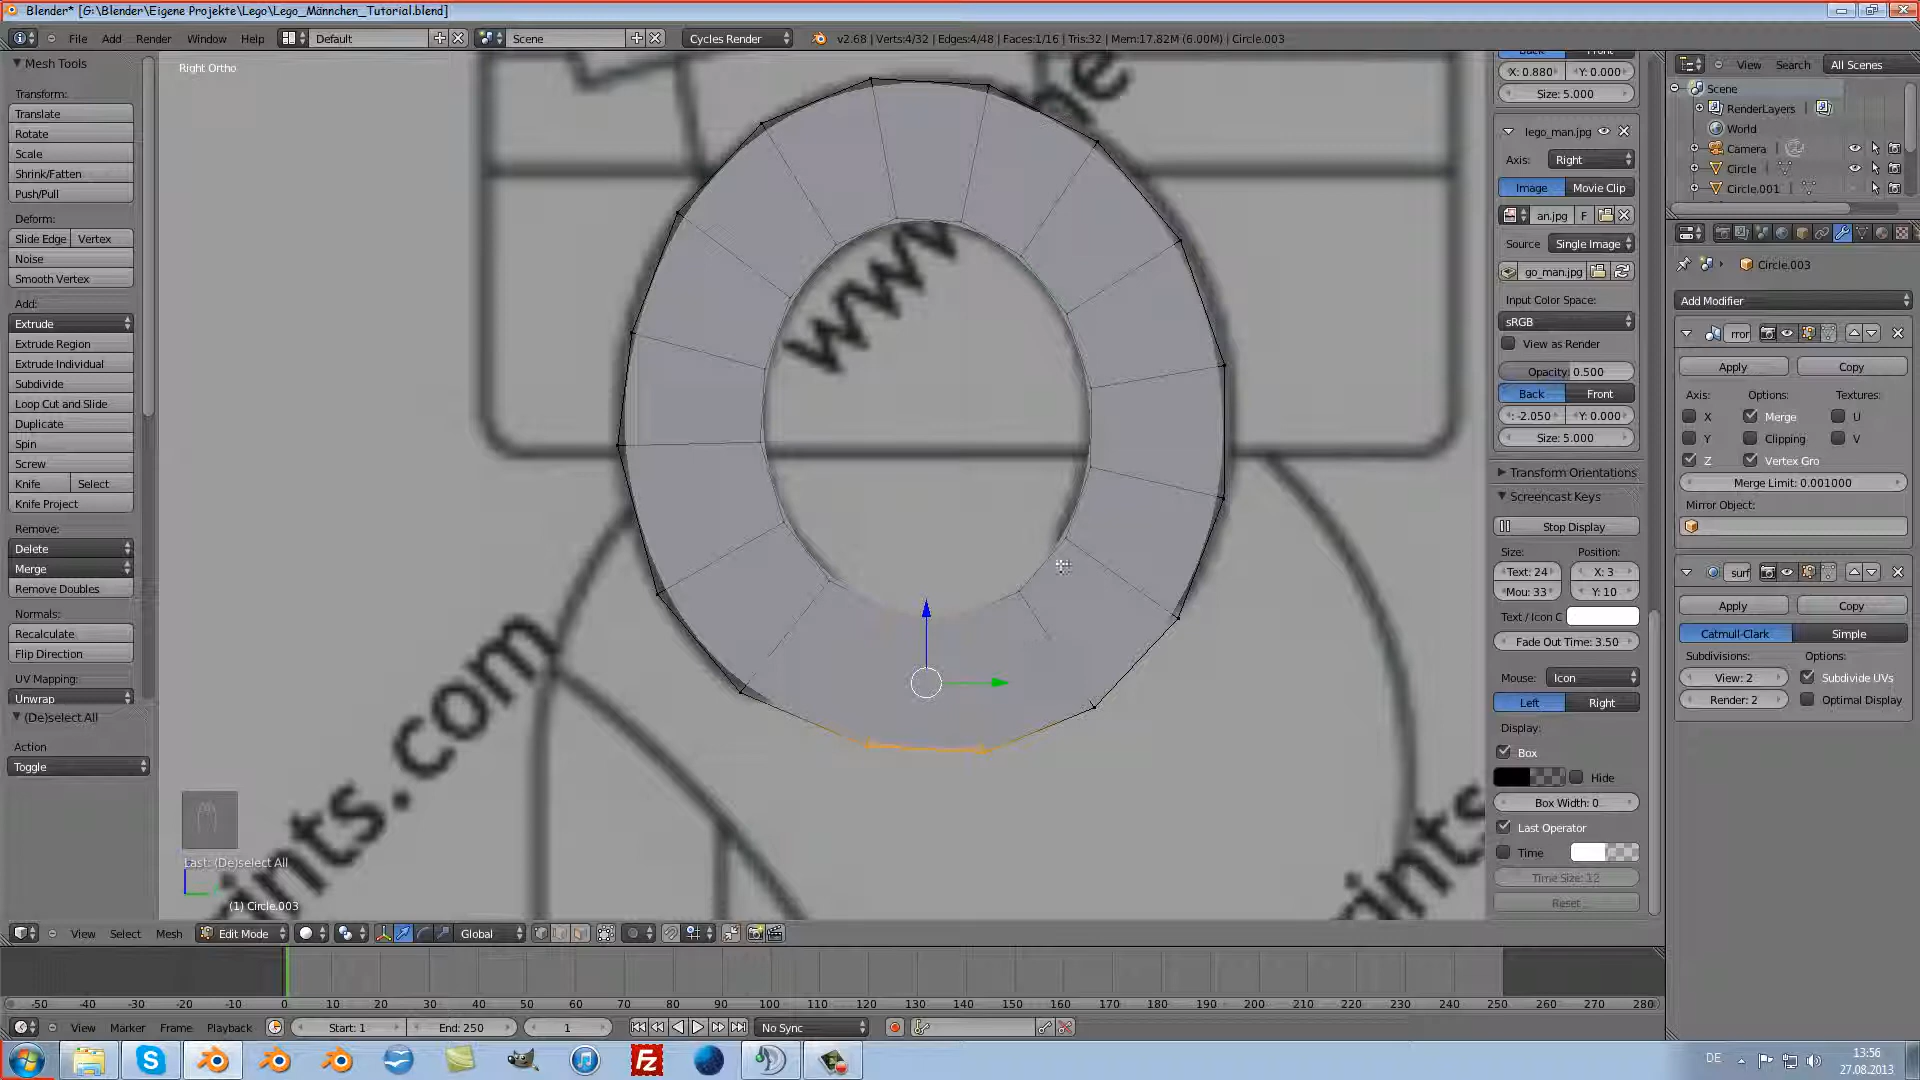 Blender* [G:\Blender\Eigene Projekte\Lego\Lego_Männchen_Tutorial.blend]
File Add Render Window Help Default Scene Cycles Render v2.68 | Verts:4/32 | Edges:4/48 | Faces:1/16 | Tris:32 | Mem:17.82M (6.00M) | Circle.003
Mesh Tools
Transform:
Translate
Rotate
Scale
Shrink/Fatten
Push/Pull
Deform:
Slide Edge Vertex
Noise
Smooth Vertex
Add:
Extrude
Extrude Region
Extrude Individual
Subdivide
Loop Cut and Slide
Duplicate
Spin
Screw
Knife Select
Knife Project
Remove:
Delete
Merge
Remove Doubles
Normals:
Recalculate
Flip Direction
UV Mapping:
Unwrap
(De)select All
Action
Toggle
Right Ortho
www
ints.com
ints
Last: (De)select All
(1) Circle.003
Back Front
X: 0.880 Y: 0.000
Size: 5.000
lego_man.jpg
Axis: Right
Image Movie Clip
an.jpg F
Source Single Image
go_man.jpg
Input Color Space:
sRGB
View as Render
Opacity: 0.500
Back Front
: -2.050 Y: 0.000
Size: 5.000
Transform Orientations
Screencast Keys
Stop Display
Size: Position:
Text: 24 X: 3
Mou: 33 Y: 10
Text / Icon C
Fade Out Time: 3.50
Mouse: Icon
Left Right
Display:
Box
Hide
Box Width: 0
Last Operator
Time
Time Size: 12
Reset
View Search All Scenes
Scene
RenderLayers
World
Camera
Circle
Circle.001
Circle.003
Add Modifier
rror
Apply Copy
Axis: Options: Textures:
X Merge U
Y Clipping V
Z Vertex Gro
Merge Limit: 0.001000
Mirror Object:
surf
Apply Copy
Catmull-Clark Simple
Subdivisions: Options:
View: 2 Subdivide UVs
Render: 2 Optimal Display
View Select Mesh Edit Mode Global
-50 -40 -30 -20 -10 0 10 20 30 40 50 60 70 80 90 100 110 120 130 140 150 160 170 180 190 200 210 220 230 240 250 260 270 280
View Marker Frame Playback Start: 1 End: 250 1 No Sync
DE 13:56
27.08.2013